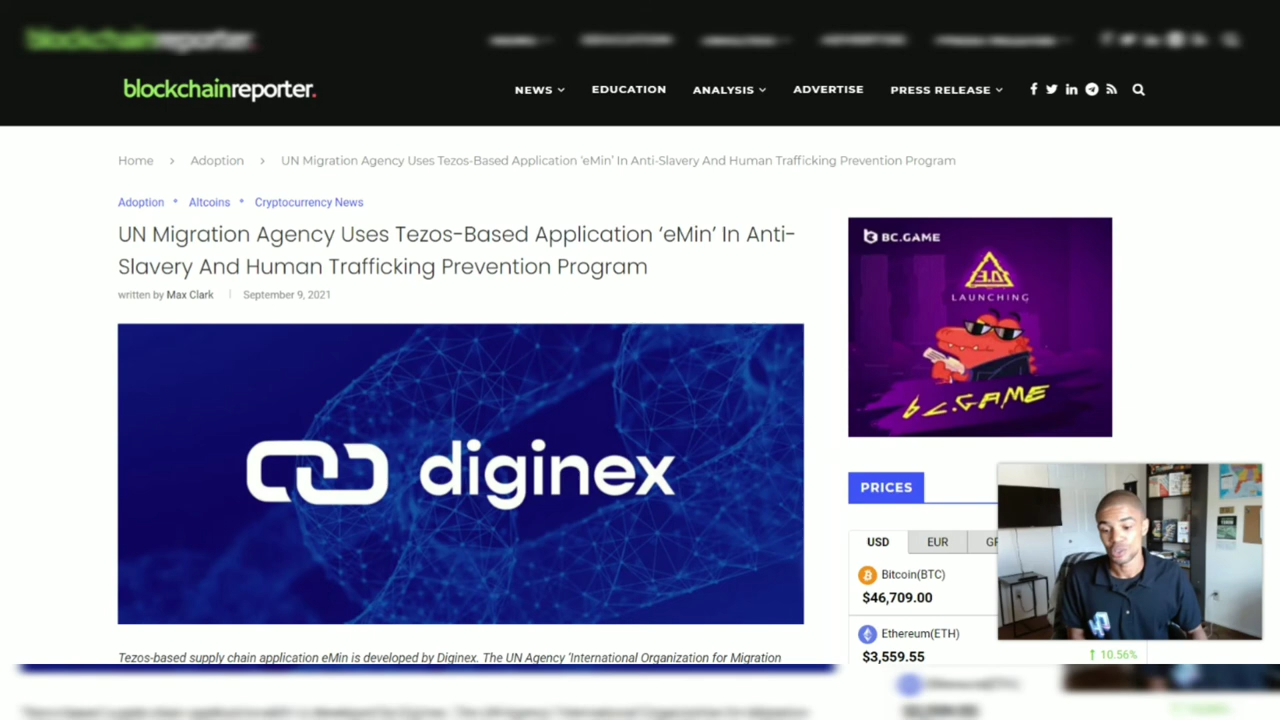 blockchainreporter.
NEWS
EDUCATION
ANALYSIS
ADVERTISE
PRESS RELEASE
Home > Adoption > UN Migration Agency Uses Tezos-Based Application ‘eMin’ In Anti-Slavery And Human Trafficking Prevention Program
Adoption • Altcoins • Cryptocurrency News
UN Migration Agency Uses Tezos-Based Application ‘eMin’ In Anti-
Slavery And Human Trafficking Prevention Program
written by Max Clark | September 9, 2021
diginex
Tezos-based supply chain application eMin is developed by Diginex. The UN Agency ‘International Organization for Migration
BC.GAME
3.0
LAUNCHING
bc.GAME
PRICES
USD
EUR
Bitcoin(BTC)
$46,709.00
Ethereum(ETH)
$3,559.55
10.56%